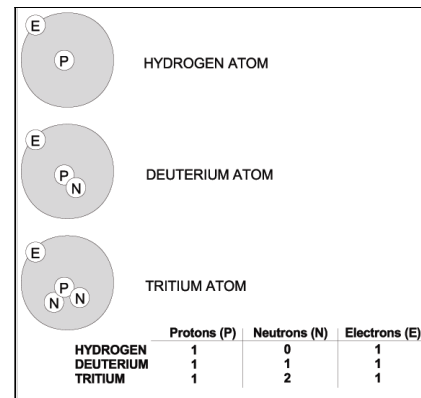 E
P
HYDROGEN ATOM
E
P
N
DEUTERIUM ATOM
E
P
N N
TRITIUM ATOM
Protons (P) Neutrons (N) Electrons (E)
HYDROGEN 1 0 1
DEUTERIUM 1 1 1
TRITIUM 1 2 1